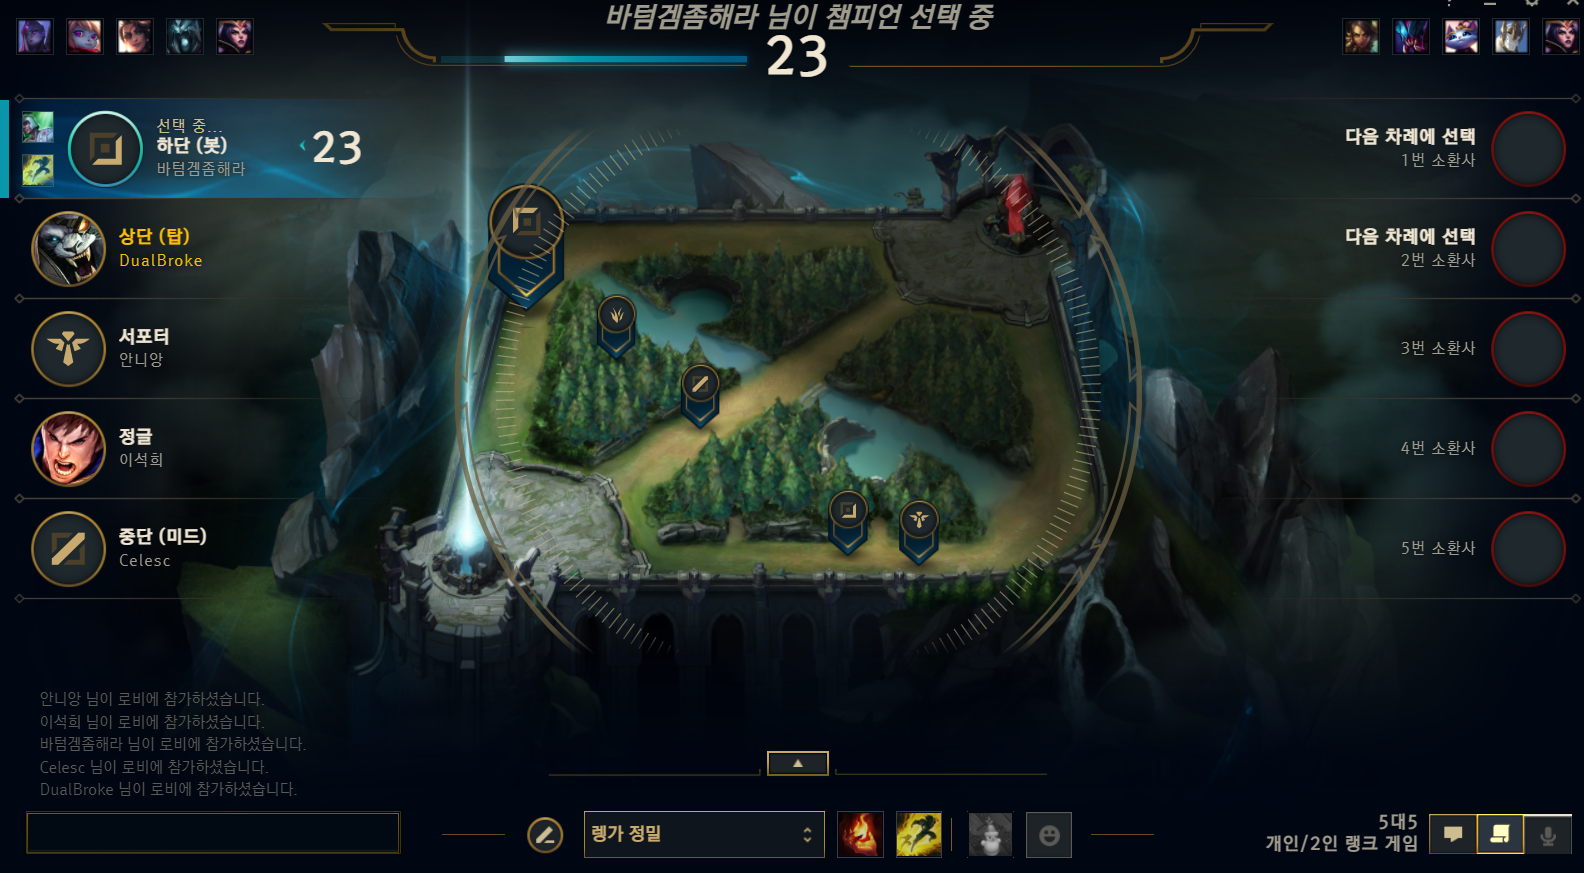 바텀겜좀해라 님이 챔피언 선택 중
23
선택 중...
하단 (봇)
바텀겜좀해라
23
상단 (탑)
DualBroke
서포터
안니앙
정글
이석희
중단 (미드)
Celesc
다음 차례에 선택
1번 소환사
다음 차례에 선택
2번 소환사
3번 소환사
4번 소환사
5번 소환사
안니앙 님이 로비에 참가하셨습니다.
이석희 님이 로비에 참가하셨습니다.
바텀겜좀해라 님이 로비에 참가하셨습니다.
Celesc 님이 로비에 참가하셨습니다.
DualBroke 님이 로비에 참가하셨습니다.
렝가 정밀
5대5
개인/2인 랭크 게임